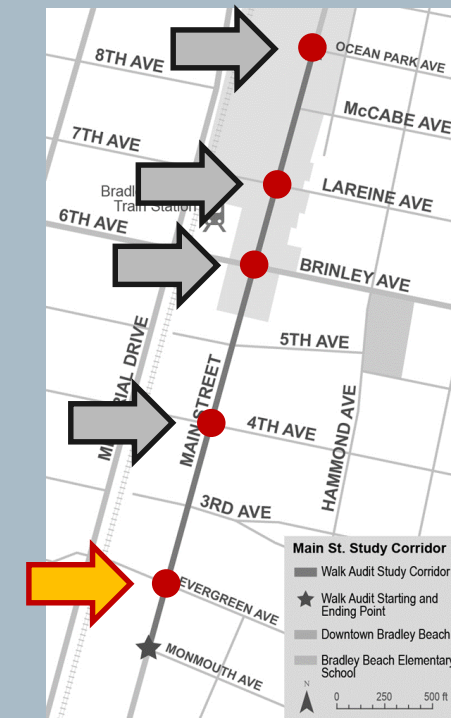 OCEAN PARK AVE
8TH AVE
McCABE AVE
7TH AVE
LAREINE AVE
Train Station
6TH AVE
BRINLEY AVE
5TH AVE
MAIN STREET
HAMMOND AVE
4TH AVE
3RD AVE
EVERGREEN AVE
MONMOUTH AVE
DRIVE
Main St. Study Corridor
Walk Audit Study Corridor
Walk Audit Starting and
Ending Point
Downtown Bradley Beach
Bradley Beach Elementary
School
N
0 250 500 ft